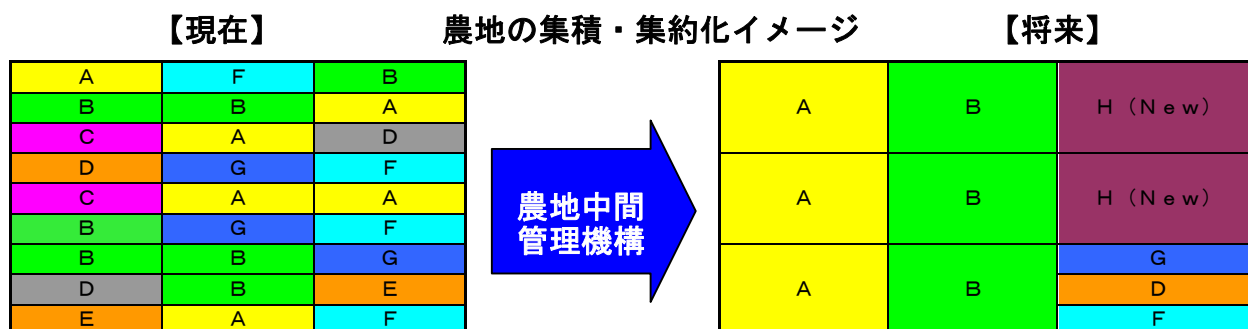 【現在】 農地の集積・集約化イメージ 【将来】
A F B
B B A
C A D
D G F
C A A
B G F
B B G
D B E
E A F
農地中間
管理機構
A B H（New）
A B H（New）
A B G
D
F